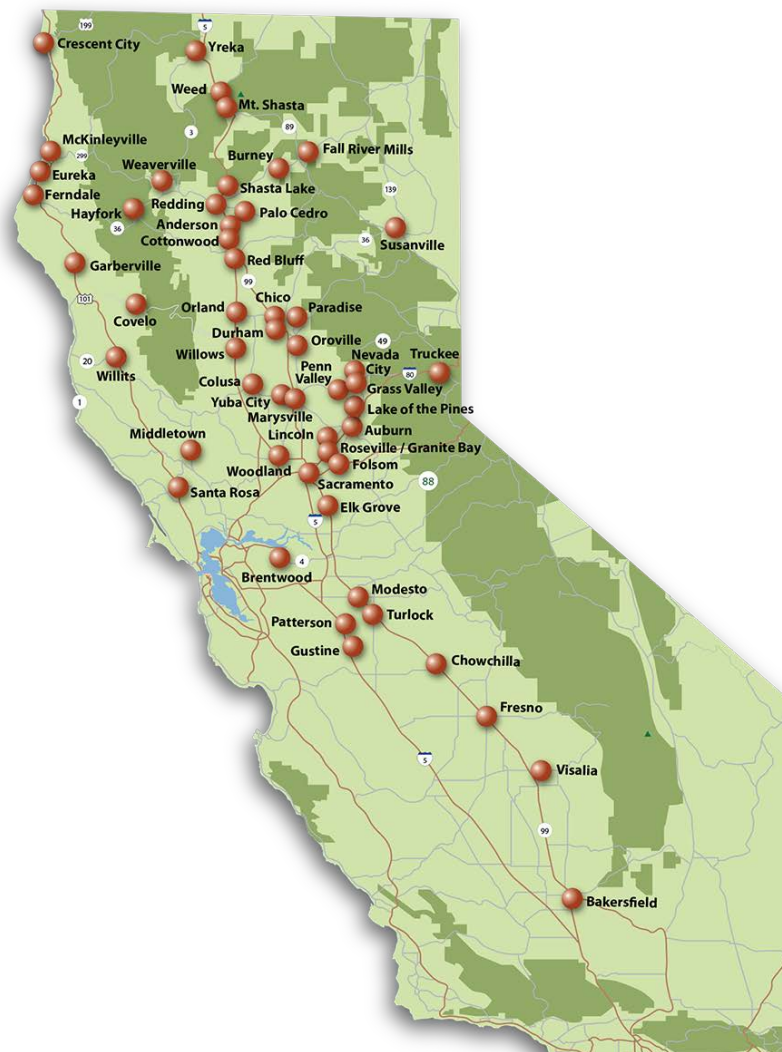 199
5
Crescent City
Yreka
Weed
Mt. Shasta
3
89
McKinleyville
299
Fall River Mills
Burney
Weaverville
Eureka
Shasta Lake
139
Ferndale
Redding
Hayfork
Palo Cedro
Anderson
36
Cottonwood
36
Susanville
Red Bluff
Garberville
99
101
Chico
Orland
Paradise
Covelo
Durham
Oroville
49
Willows
Nevada
City
Truckee
20
Penn
Valley
80
Willits
Colusa
Grass Valley
1
Yuba City
Lake of the Pines
Marysville
Auburn
Middletown
Lincoln
Roseville / Granite Bay
Woodland
Folsom
88
Sacramento
Santa Rosa
Elk Grove
5
4
Brentwood
Modesto
Turlock
Patterson
Gustine
Chowchilla
Fresno
5
Visalia
99
Bakersfield